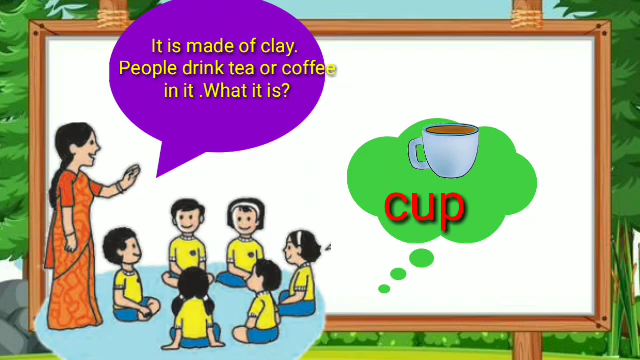 It is made of clay.
People drink tea or coffee
in it .What it is?
cup